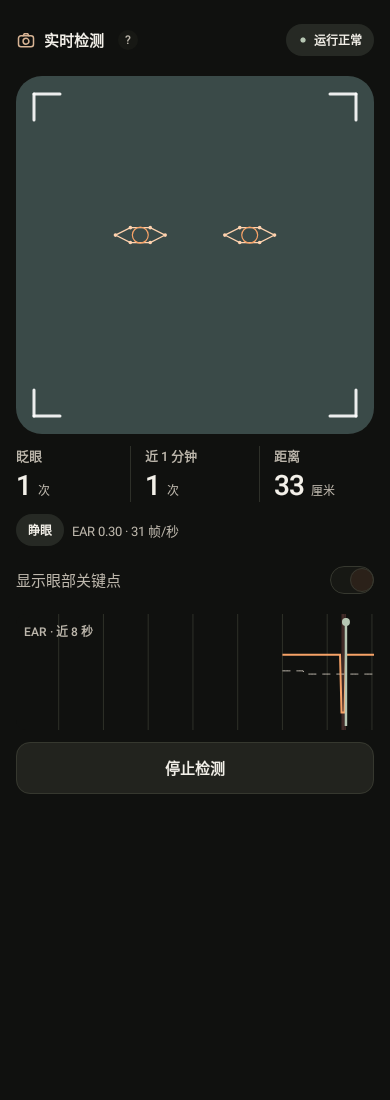 实时检测 ?
运行正常
眨眼
1 次
近 1 分钟
1 次
距离
33 厘米
睁眼
EAR 0.30 · 31 帧/秒
显示眼部关键点
EAR · 近 8 秒
停止检测